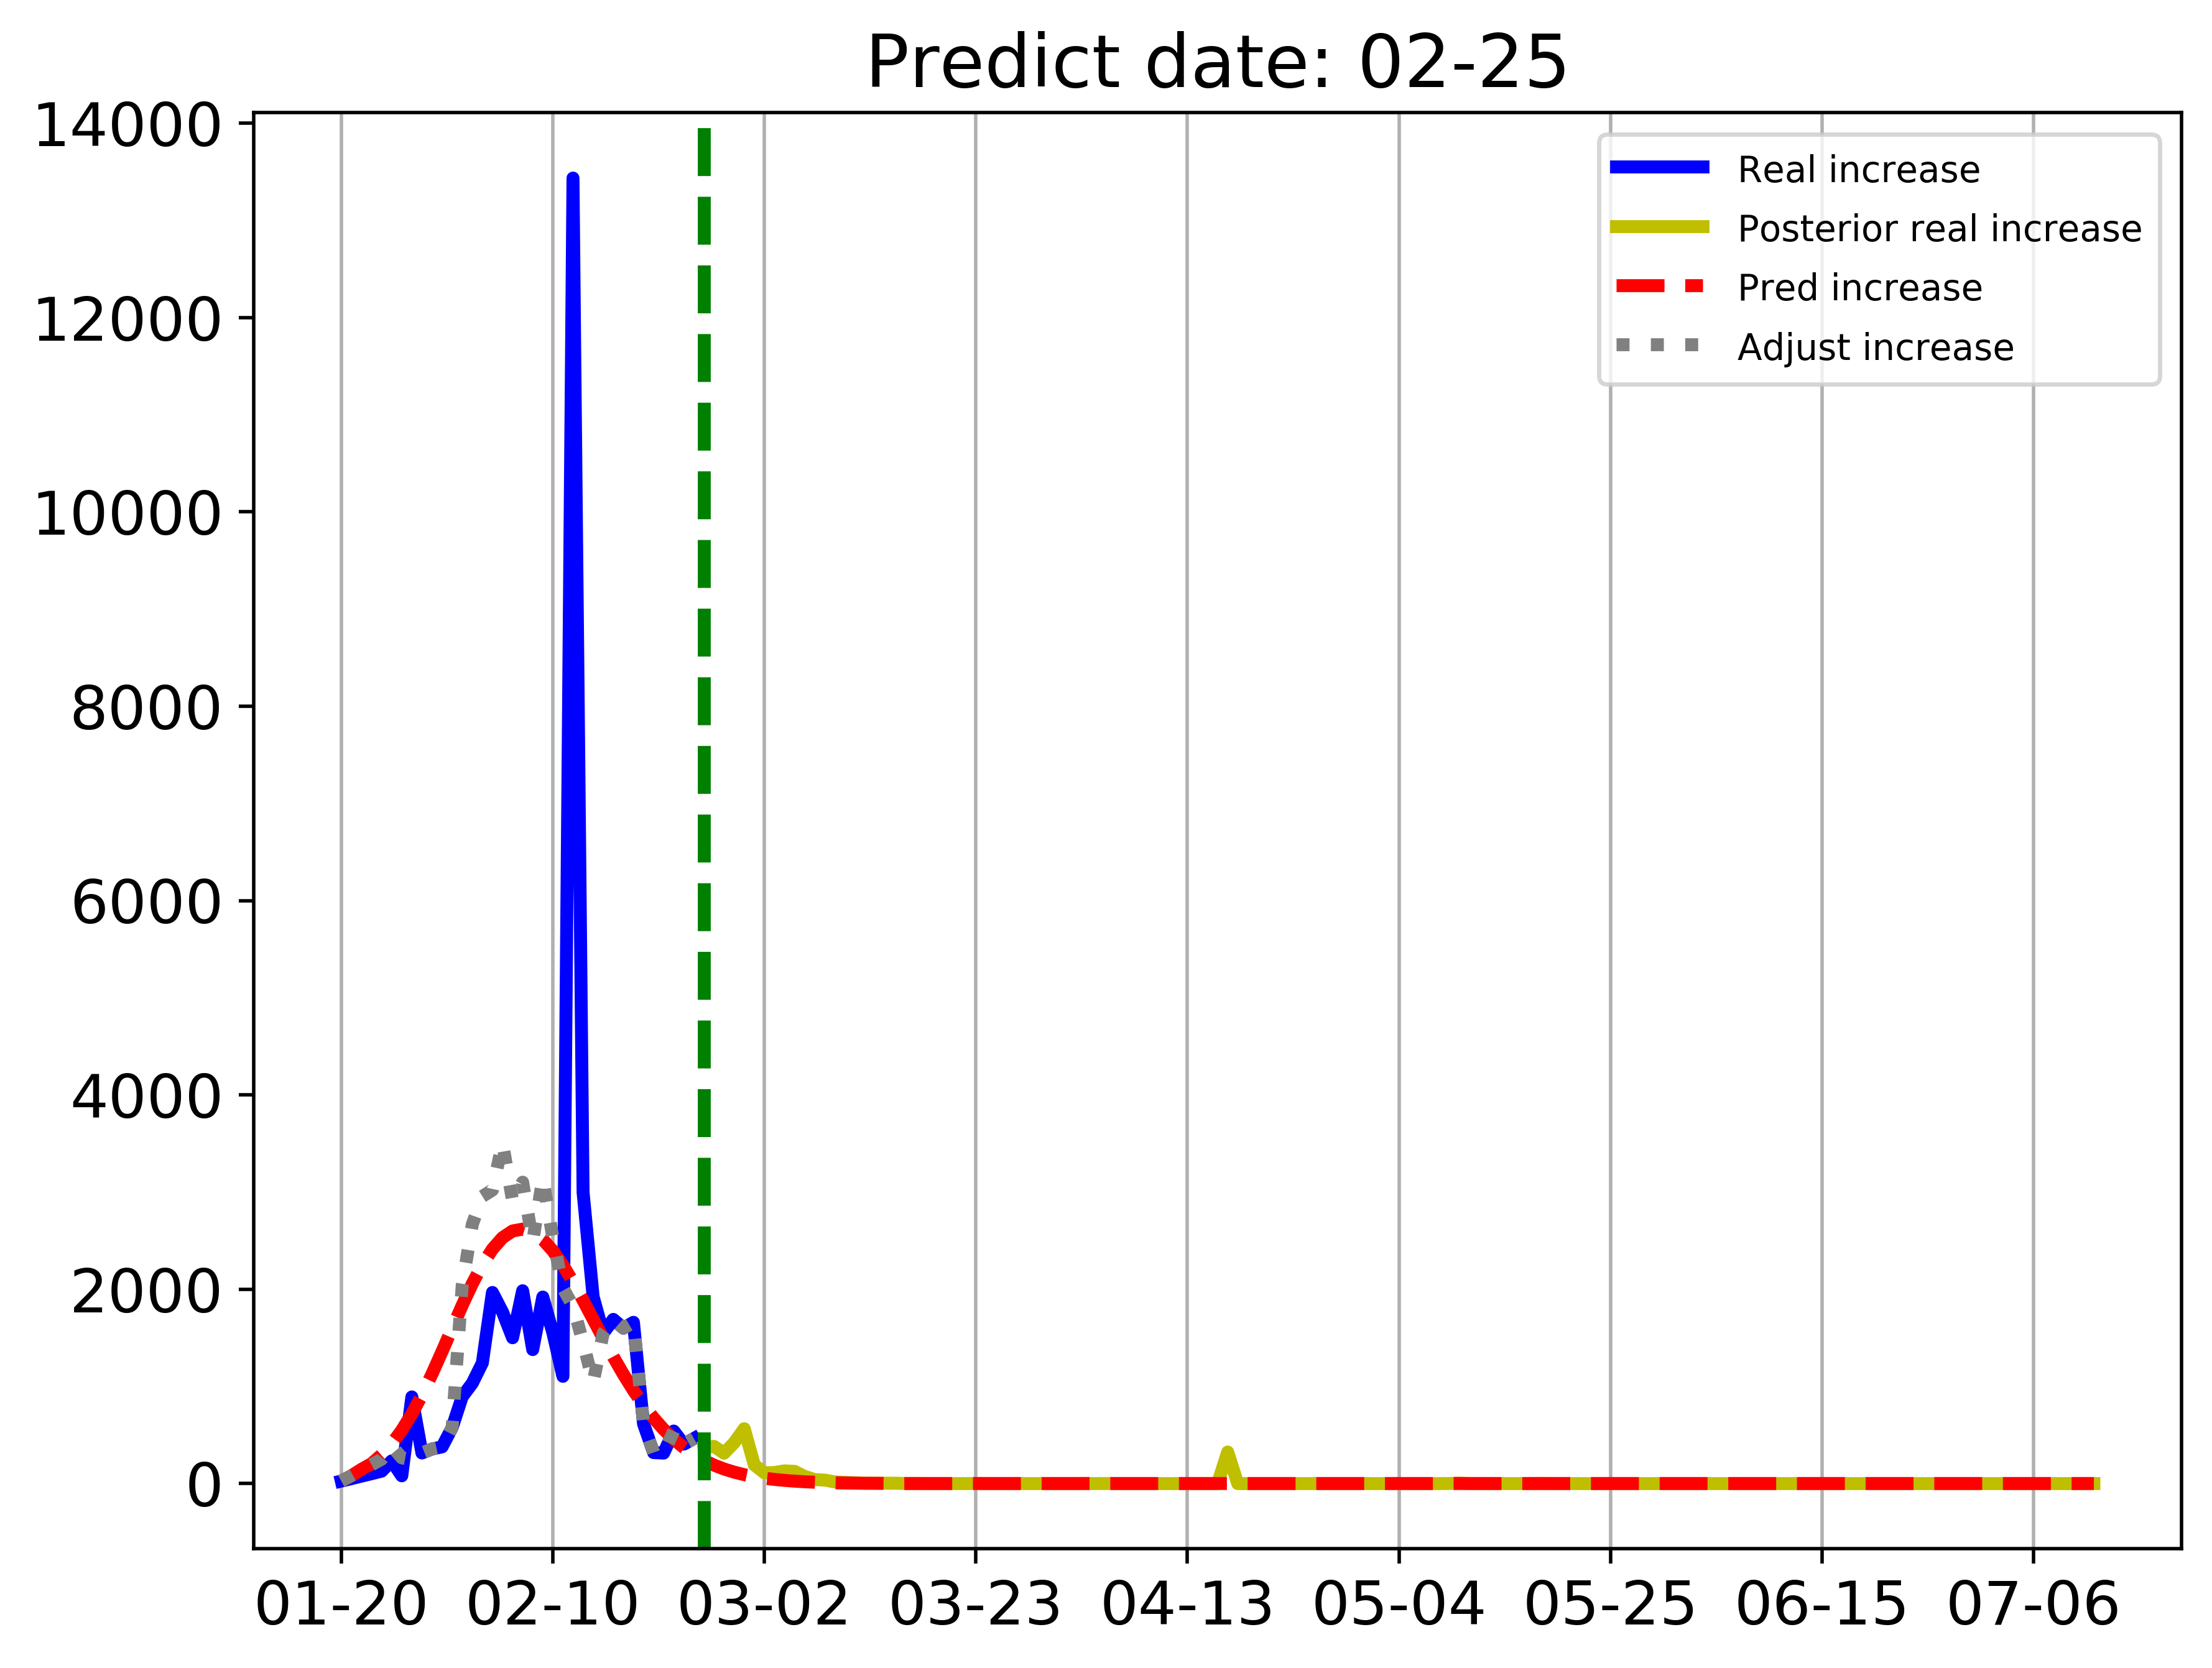 Predict date: 02-25
14000
12000
10000
8000
6000
4000
2000
0
Real increase
Posterior real increase
Pred increase
Adjust increase
01-20 02-10 03-02 03-23 04-13 05-04 05-25 06-15 07-06